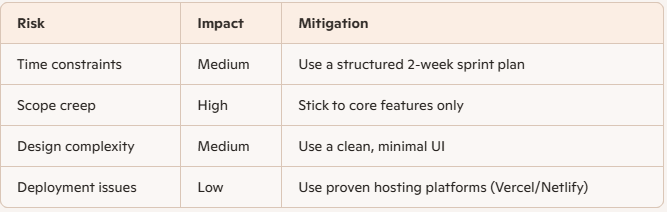 Risk Impact Mitigation
Time constraints Medium Use a structured 2-week sprint plan
Scope creep High Stick to core features only
Design complexity Medium Use a clean, minimal UI
Deployment issues Low Use proven hosting platforms (Vercel/Netlify)